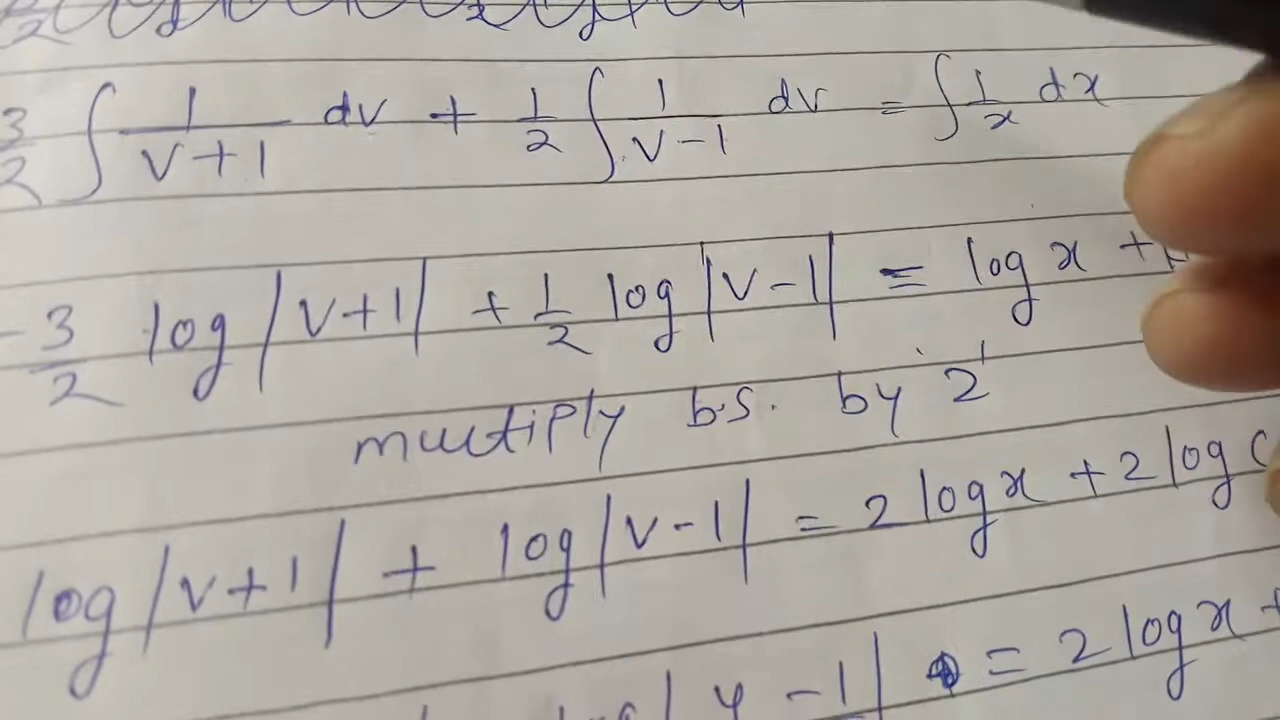 3/2 ∫ 1/(v+1) dv + 1/2 ∫ 1/(v-1) dv = ∫ 1/x dx
-3/2 log|v+1| + 1/2 log|v-1| = log x +
multiply b.s. by 2
log|v+1| + log|v-1| = 2 log x + 2 log c
-1| = 2 log x +